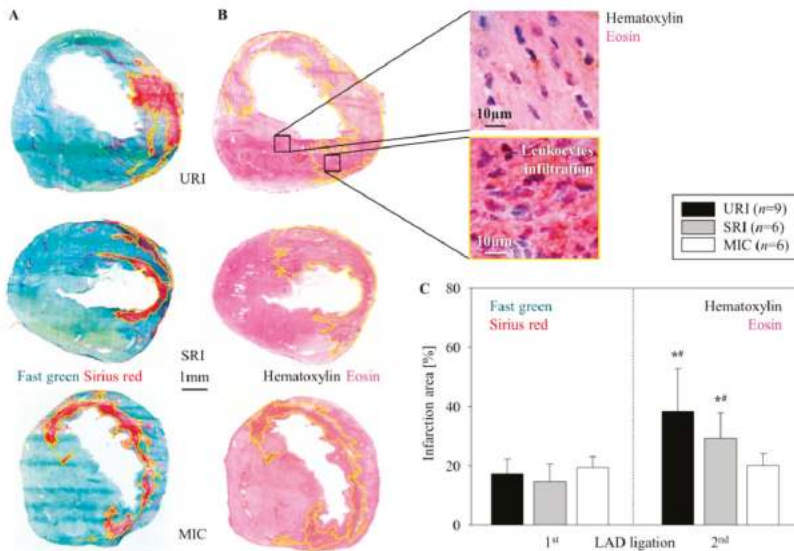 A
B
Hematoxylin
Eosin
10µm
URI
Leukocytes
infiltration
10µm
URI (n=9)
SRI (n=6)
MIC (n=6)
SRI
Fast green Sirius red
1mm
Hematoxylin Eosin
MIC
C
Fast green
Sirius red
Hematoxylin
Eosin
Infarction area [%]
80
60
40
20
0
*#
*#
1st LAD ligation 2nd